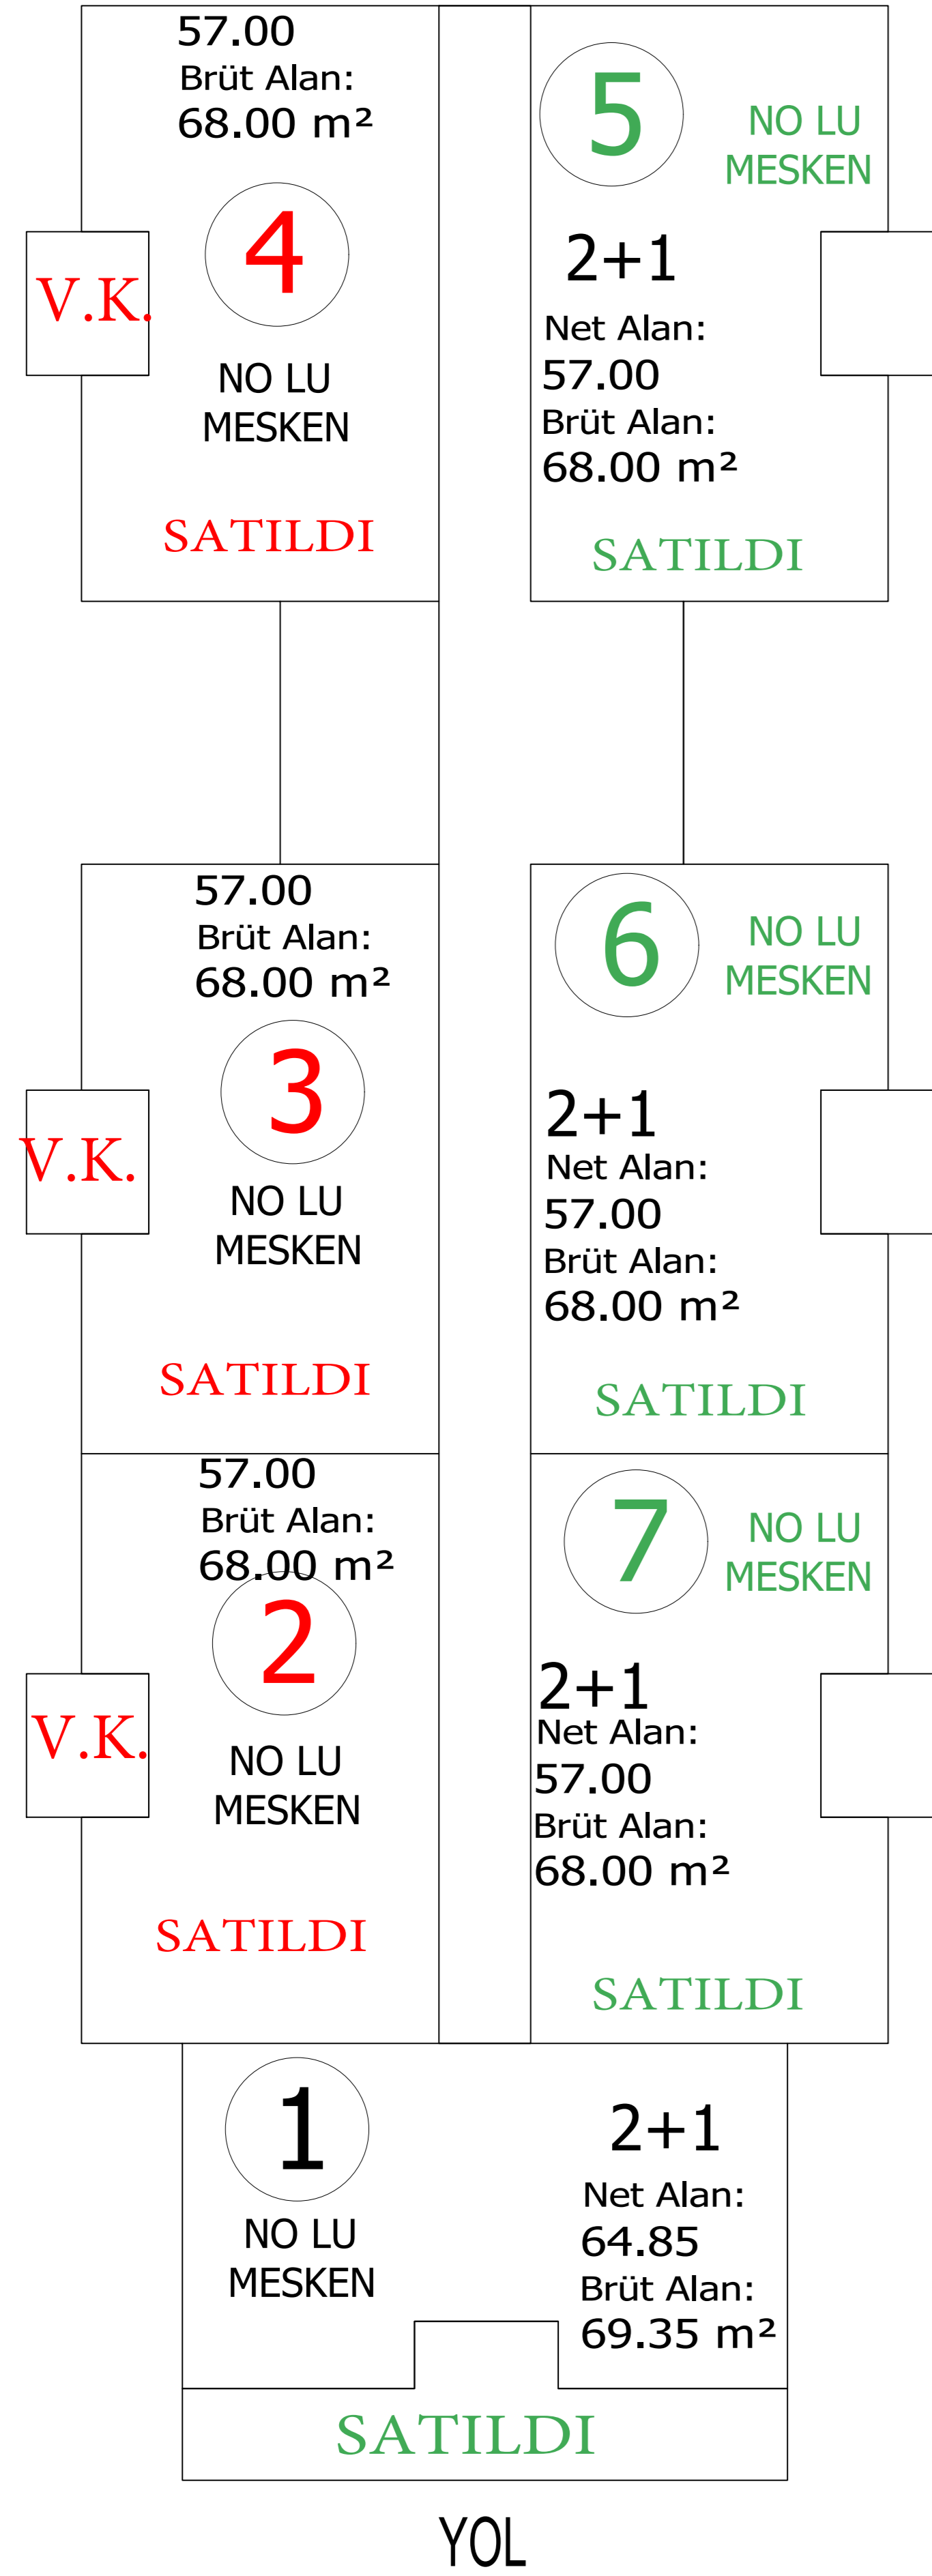 57.00
Brüt Alan:
68.00 m²
4
V.K.
NO LU
MESKEN
SATILDI
5
NO LU
MESKEN
2+1
Net Alan:
57.00
Brüt Alan:
68.00 m²
SATILDI
57.00
Brüt Alan:
68.00 m²
3
V.K.
NO LU
MESKEN
SATILDI
6
NO LU
MESKEN
2+1
Net Alan:
57.00
Brüt Alan:
68.00 m²
SATILDI
57.00
Brüt Alan:
68.00 m²
2
V.K.
NO LU
MESKEN
SATILDI
7
NO LU
MESKEN
2+1
Net Alan:
57.00
Brüt Alan:
68.00 m²
SATILDI
1
NO LU
MESKEN
2+1
Net Alan:
64.85
Brüt Alan:
69.35 m²
SATILDI
YOL